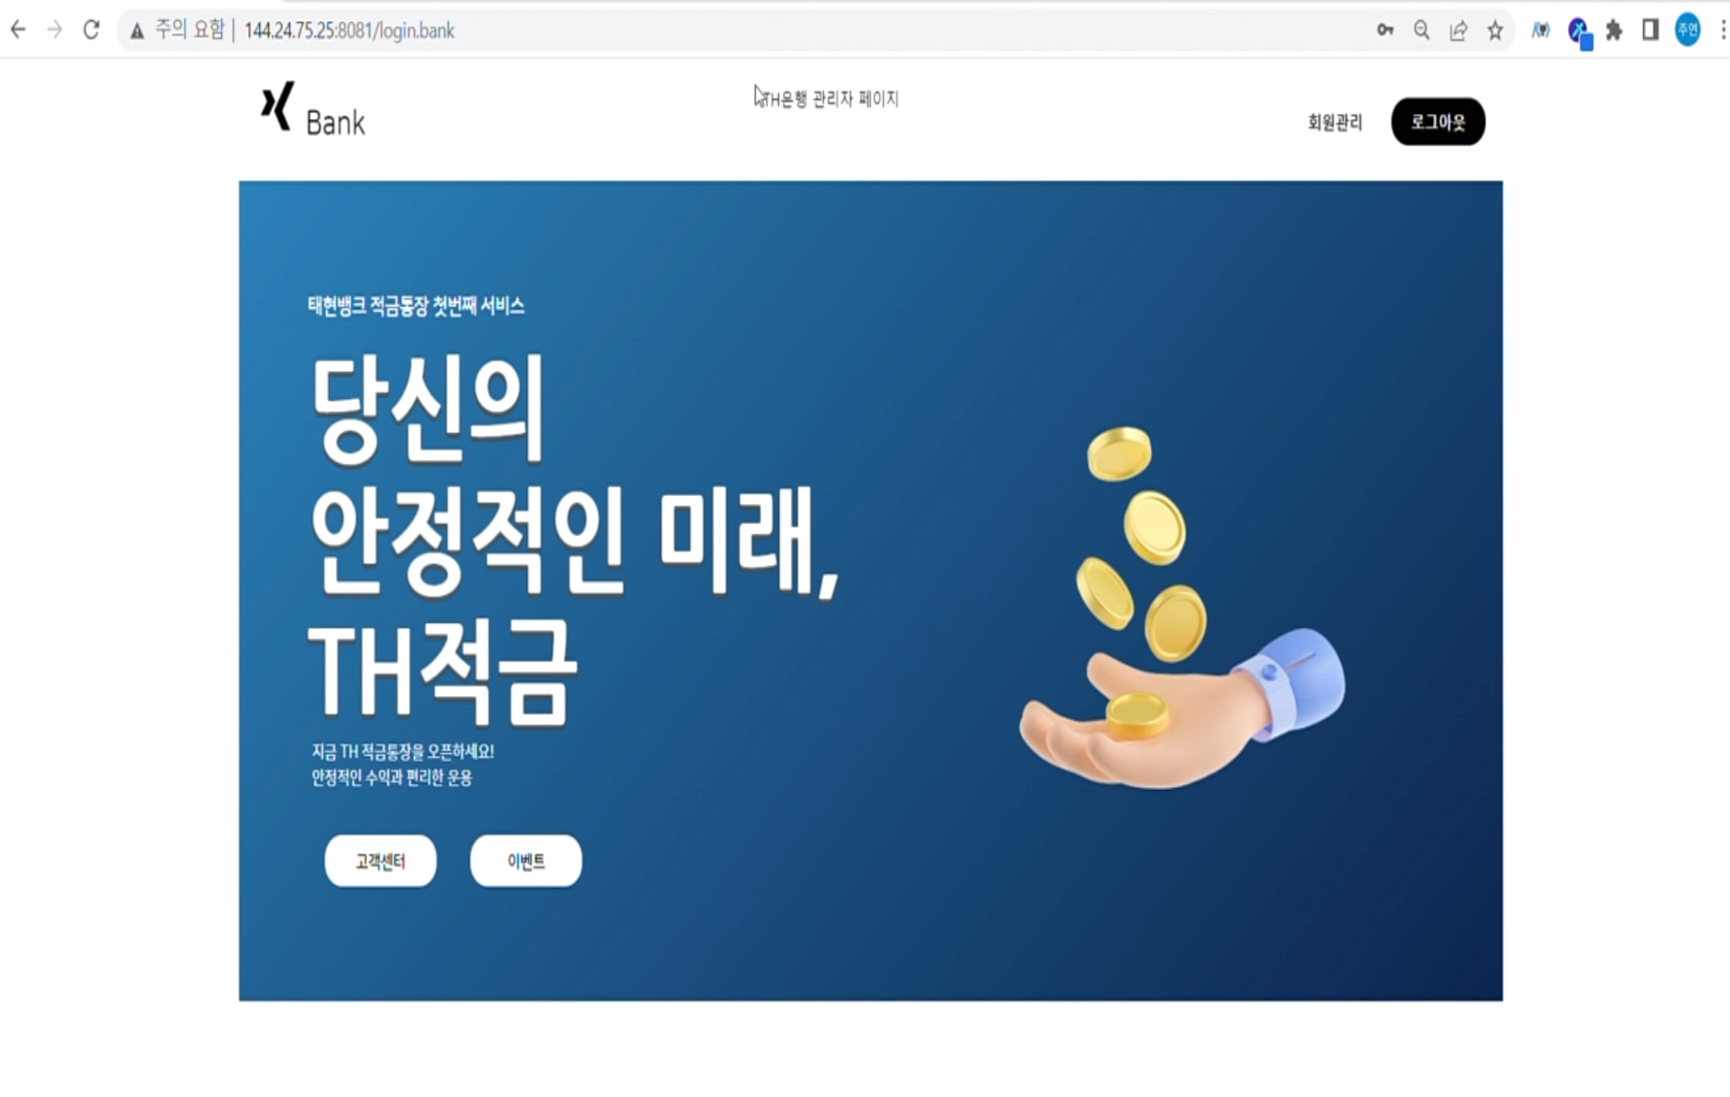 주의 요함 | 144.24.75.25:8081/login.bank
주연
Bank
TH은행 관리자 페이지
회원관리
로그아웃
태현뱅크 적금통장 첫번째 서비스
당신의
안정적인 미래,
TH적금
지금 TH 적금통장을 오픈하세요!
안정적인 수익과 편리한 운용
고객센터
이벤트